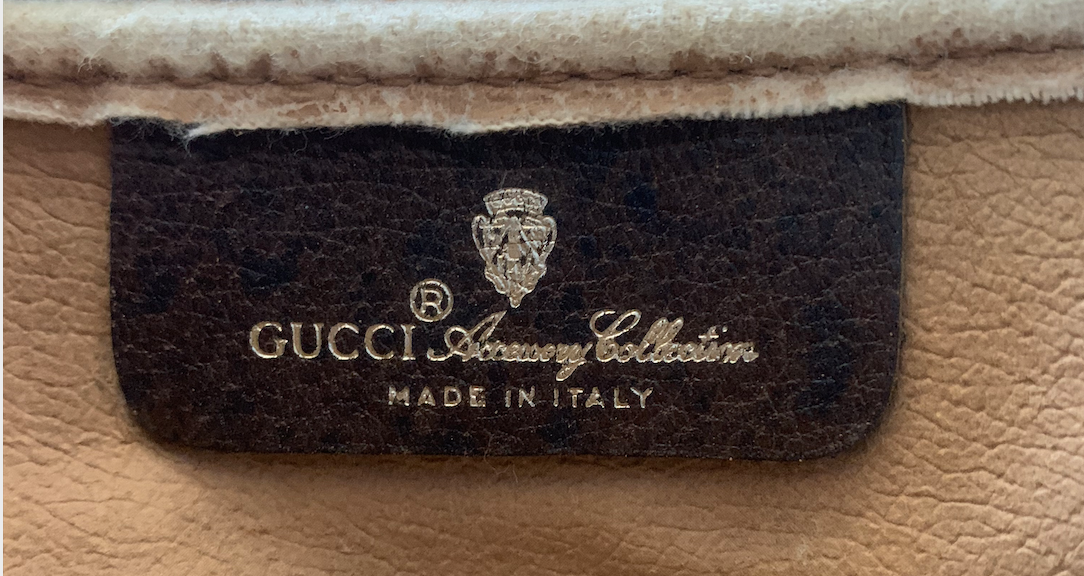 GUCCI® Accessory Collection
MADE IN ITALY